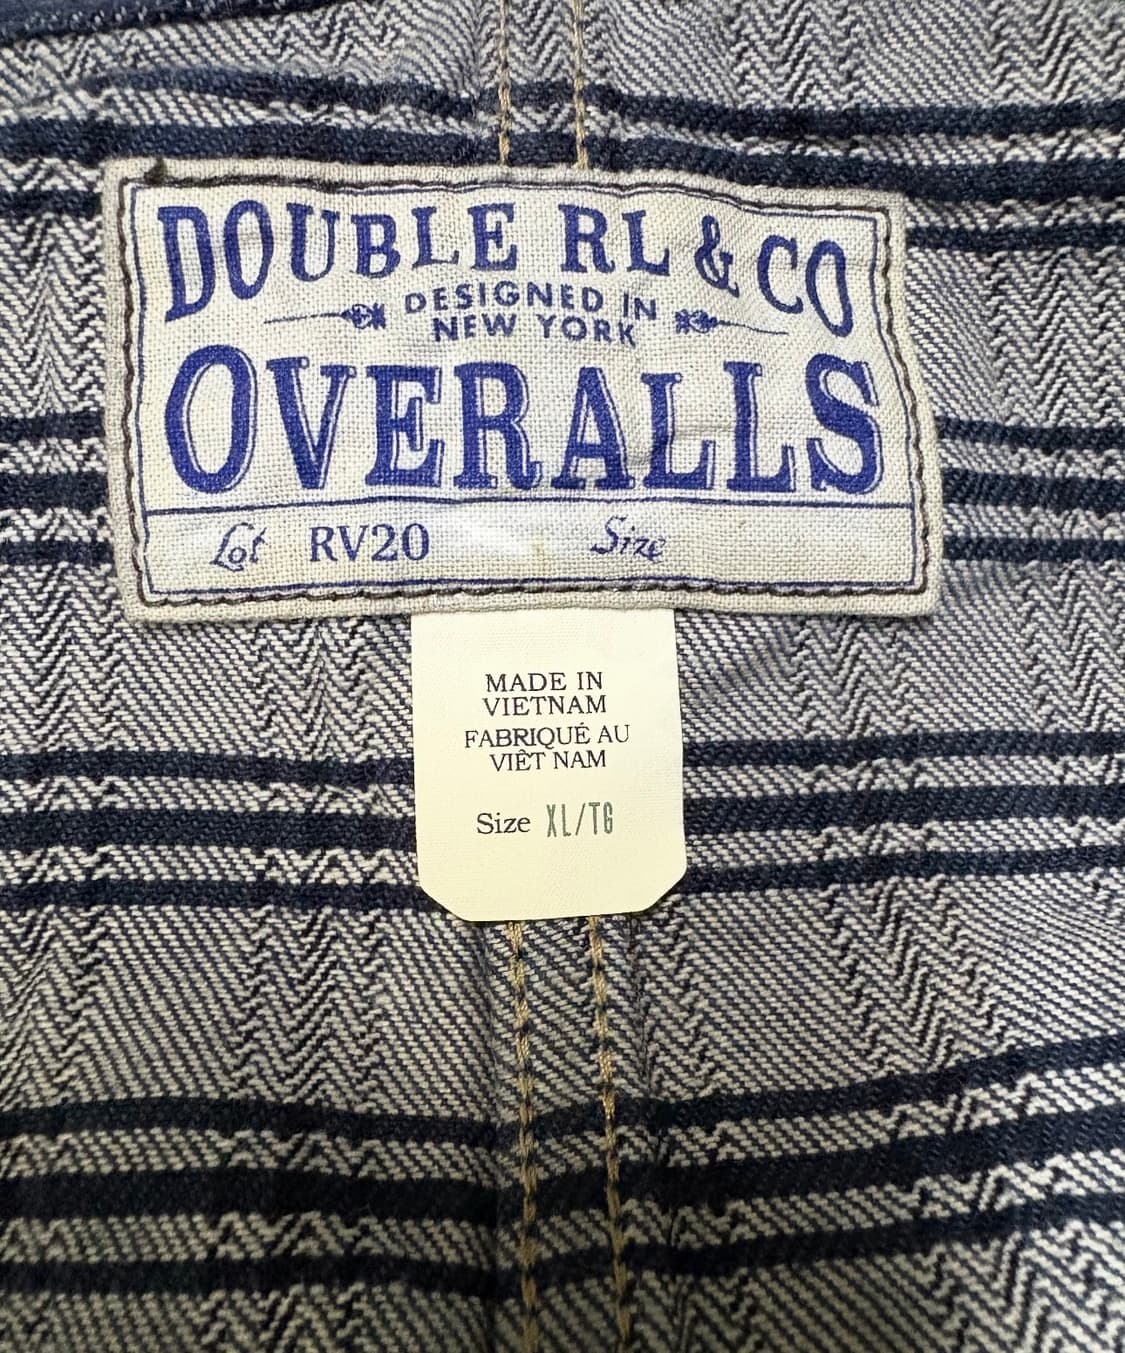 DOUBLE RL & CO
DESIGNED IN
NEW YORK
OVERALLS
Lot RV20 Size
MADE IN
VIETNAM
FABRIQUÉ AU
VIÊT NAM
Size XL/TG